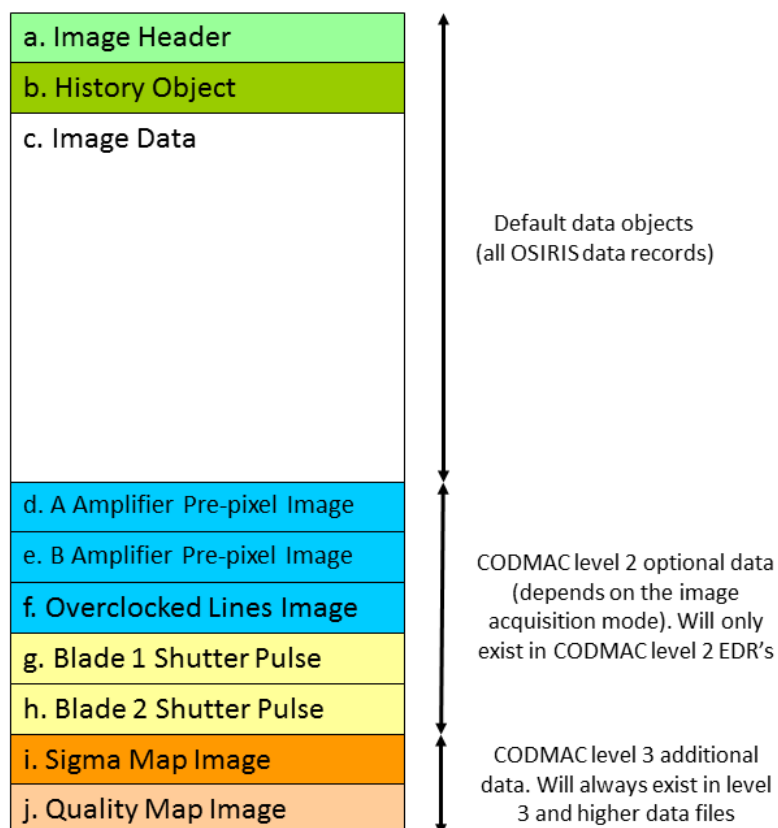 a. Image Header
b. History Object
c. Image Data
Default data objects
(all OSIRIS data records)
d. A Amplifier Pre-pixel Image
e. B Amplifier Pre-pixel Image
f. Overclocked Lines Image
g. Blade 1 Shutter Pulse
h. Blade 2 Shutter Pulse
CODMAC level 2 optional data
(depends on the image
acquisition mode). Will only
exist in CODMAC level 2 EDR's
i. Sigma Map Image
j. Quality Map Image
CODMAC level 3 additional
data. Will always exist in level
3 and higher data files